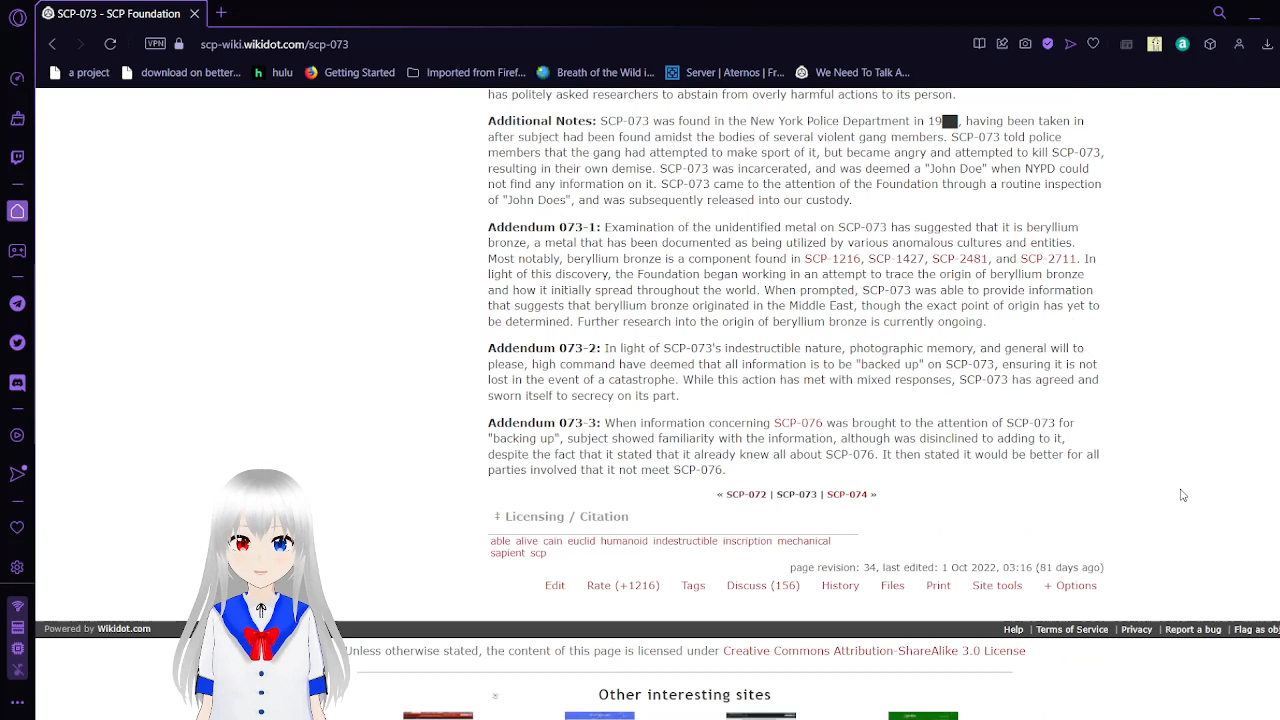 SCP-073 - SCP Foundation
VPN
scp-wiki.wikidot.com/scp-073
a project
download on better...
hulu
Getting Started
Imported from Firef...
Breath of the Wild i...
Server | Aternos | Fr...
We Need To Talk A...
has politely asked researchers to abstain from overly harmful actions to its person.
Additional Notes: SCP-073 was found in the New York Police Department in 19██, having been taken in
after subject had been found amidst the bodies of several violent gang members. SCP-073 told police
members that the gang had attempted to make sport of it, but became angry and attempted to kill SCP-073,
resulting in their own demise. SCP-073 was incarcerated, and was deemed a "John Doe" when NYPD could
not find any information on it. SCP-073 came to the attention of the Foundation through a routine inspection
of "John Does", and was subsequently released into our custody.
Addendum 073-1: Examination of the unidentified metal on SCP-073 has suggested that it is beryllium
bronze, a metal that has been documented as being utilized by various anomalous cultures and entities.
Most notably, beryllium bronze is a component found in SCP-1216, SCP-1427, SCP-2481, and SCP-2711. In
light of this discovery, the Foundation began working in an attempt to trace the origin of beryllium bronze
and how it initially spread throughout the world. When prompted, SCP-073 was able to provide information
that suggests that beryllium bronze originated in the Middle East, though the exact point of origin has yet to
be determined. Further research into the origin of beryllium bronze is currently ongoing.
Addendum 073-2: In light of SCP-073's indestructible nature, photographic memory, and general will to
please, high command have deemed that all information is to be "backed up" on SCP-073, ensuring it is not
lost in the event of a catastrophe. While this action has met with mixed responses, SCP-073 has agreed and
sworn itself to secrecy on its part.
Addendum 073-3: When information concerning SCP-076 was brought to the attention of SCP-073 for
"backing up", subject showed familiarity with the information, although was disinclined to adding to it,
despite the fact that it stated that it already knew all about SCP-076. It then stated it would be better for all
parties involved that it not meet SCP-076.
« SCP-072 | SCP-073 | SCP-074 »
‡ Licensing / Citation
able alive cain euclid humanoid indestructible inscription mechanical
sapient scp
page revision: 34, last edited: 1 Oct 2022, 03:16 (81 days ago)
Edit Rate (+1216) Tags Discuss (156) History Files Print Site tools + Options
Powered by Wikidot.com
Help | Terms of Service | Privacy | Report a bug | Flag as obj
Unless otherwise stated, the content of this page is licensed under Creative Commons Attribution-ShareAlike 3.0 License
Other interesting sites